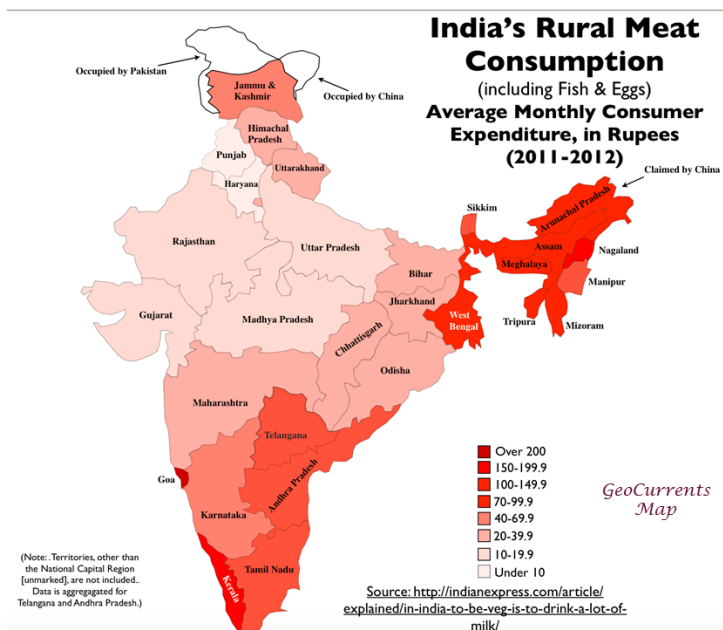 India's Rural Meat
Consumption
(including Fish & Eggs)
Average Monthly Consumer
Expenditure, in Rupees
(2011-2012)
Occupied by Pakistan
Occupied by China
Jammu &
Kashmir
Himachal
Pradesh
Punjab
Uttarakhand
Haryana
Claimed by China
Sikkim
Arunachal Pradesh
Rajasthan
Uttar Pradesh
Assam
Nagaland
Meghalaya
Bihar
Manipur
Jharkhand
Gujarat
Madhya Pradesh
West
Bengal
Tripura
Mizoram
Chhattisgarh
Odisha
Maharashtra
Telangana
Goa
Andhra Pradesh
Karnataka
Kerala
Tamil Nadu
Over 200
150-199.9
100-149.9
70-99.9
40-69.9
20-39.9
10-19.9
Under 10
GeoCurrents
Map
(Note: .Territories, other than
the National Capital Region
[unmarked], are not included..
Data is aggregagated for
Telangana and Andhra Pradesh.)
Source: http://indianexpress.com/article/
explained/in-india-to-be-veg-is-to-drink-a-lot-of-
milk/